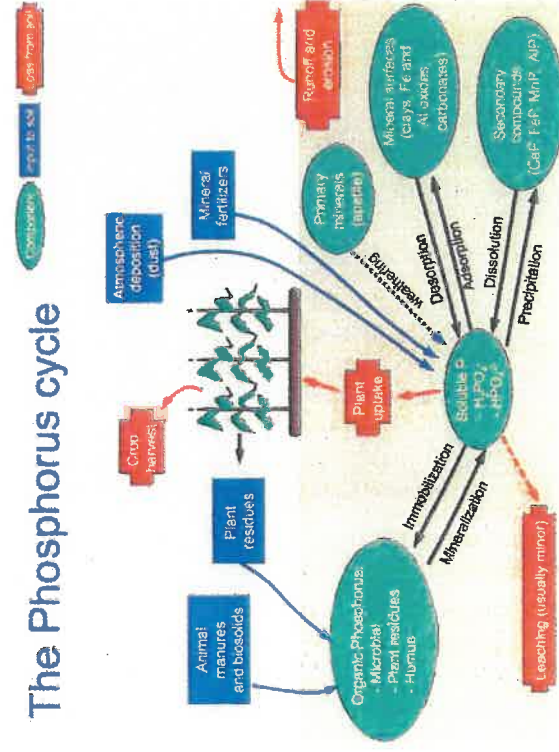 The Phosphorus cycle
Component
Input to soil
Loss from soil
Animal
manures
and biosolids
Plant
residues
Crop
harvest
Atmospheric
deposition
(dust)
Mineral
fertilizers
Primary
minerals
(apatite)
Runoff and
erosion
weathering
Mineral surfaces
(clays, Fe and
Al oxides,
carbonates)
Plant
uptake
Organic Phosphorus:
- Microbial
- Plant residues
- Humus
Immobilization
Mineralization
Soluble P
- H₂PO₄⁻
- HPO₄²⁻
Desorption
Adsorption
Dissolution
Precipitation
Secondary
compounds
(CaP, FeP, MnP, AlP)
Leaching (usually minor)